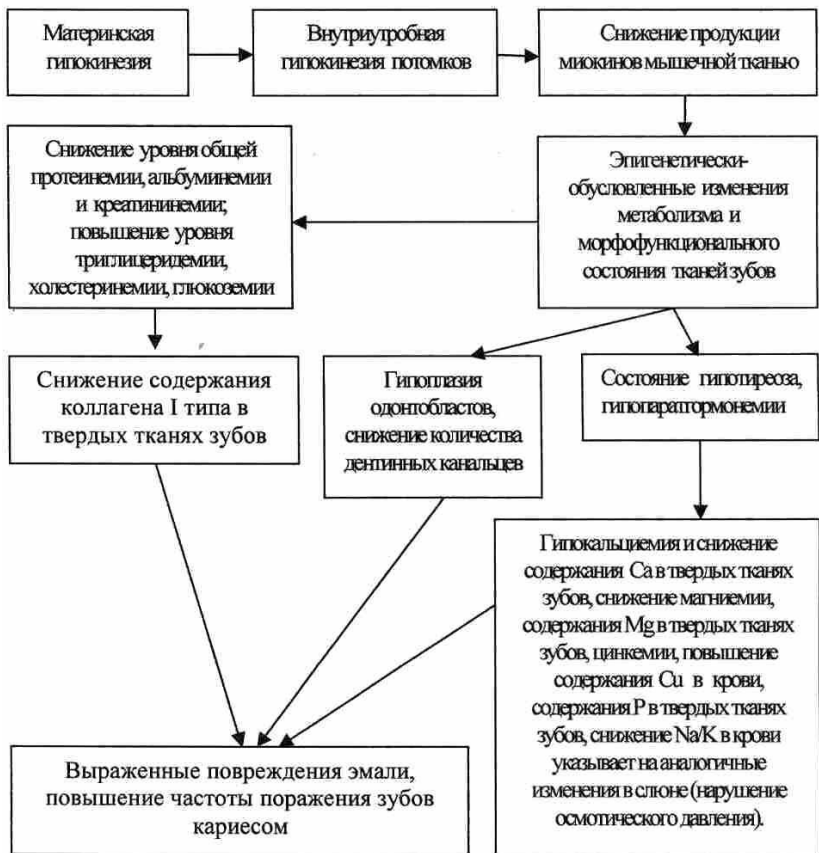 Материнская
гипокинезия
Внутриутробная
гипокинезия потомков
Снижение продукции
миокинов мышечной тканью
Снижение уровня общей
протеинемии, альбуминемии
и креатининемии;
повышение уровня
триглицеридемии,
холестеринемии, глюкоземии
Эпигенетически-
обусловленные изменения
метаболизма и
морфофункционального
состояния тканей зубов
Снижение содержания
коллагена I типа в
твердых тканях зубов
Гипоплазия
одонтобластов,
снижение количества
дентинных канальцев
Состояние гипотиреоза,
гипопаратгормонемии
Гипокальциемия и снижение
содержания Ca в твердых тканях
зубов, снижение магниемии,
содержания Mg в твердых тканях
зубов, цинкемии, повышение
содержания Cu в крови,
содержания P в твердых тканях
зубов, снижение Na/K в крови
указывает на аналогичные
изменения в слюне (нарушение
осмотического давления).
Выраженные повреждения эмали,
повышение частоты поражения зубов
кариесом